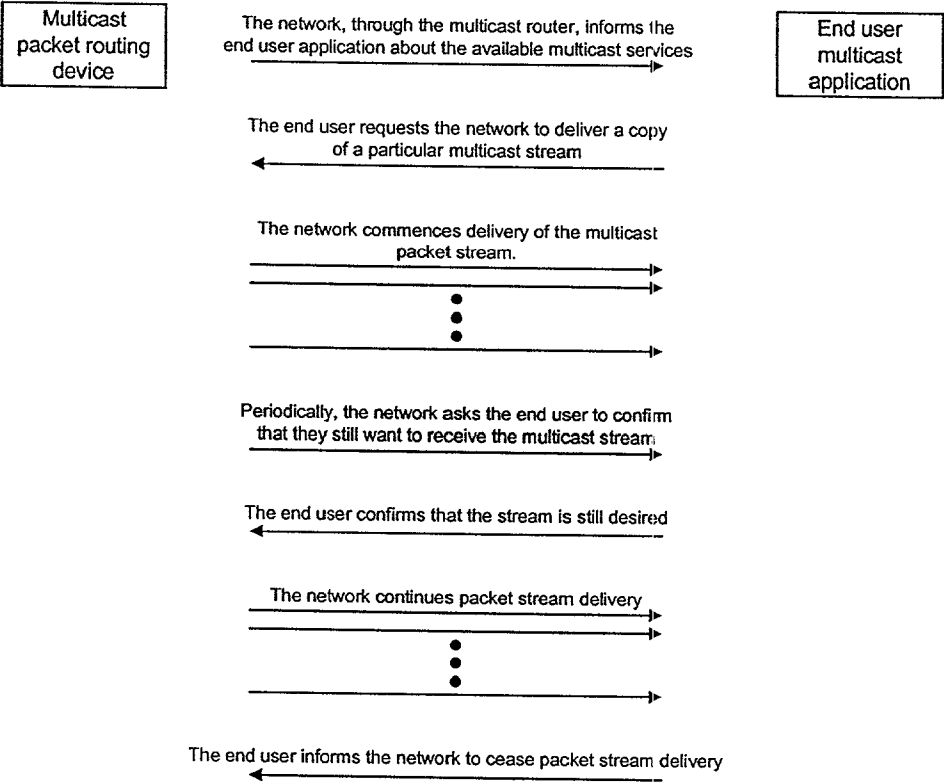 Multicast
packet routing
device
The network, through the multicast router, informs the
end user application about the available multicast services
End user
multicast
application
The end user requests the network to deliver a copy
of a particular multicast stream
The network commences delivery of the multicast
packet stream.
Periodically, the network asks the end user to confirm
that they still want to receive the multicast stream
The end user confirms that the stream is still desired
The network continues packet stream delivery
The end user informs the network to cease packet stream delivery